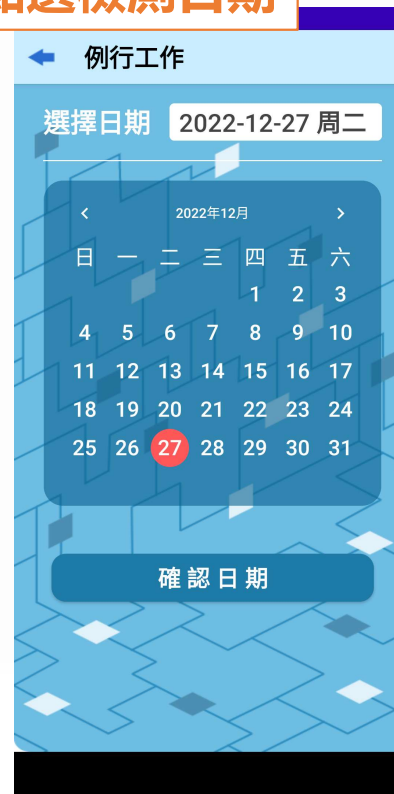 點選檢測日期
例行工作
選擇日期 2022-12-27 周二
2022年12月
日 一 二 三 四 五 六
1 2 3
4 5 6 7 8 9 10
11 12 13 14 15 16 17
18 19 20 21 22 23 24
25 26 27 28 29 30 31
確認日期